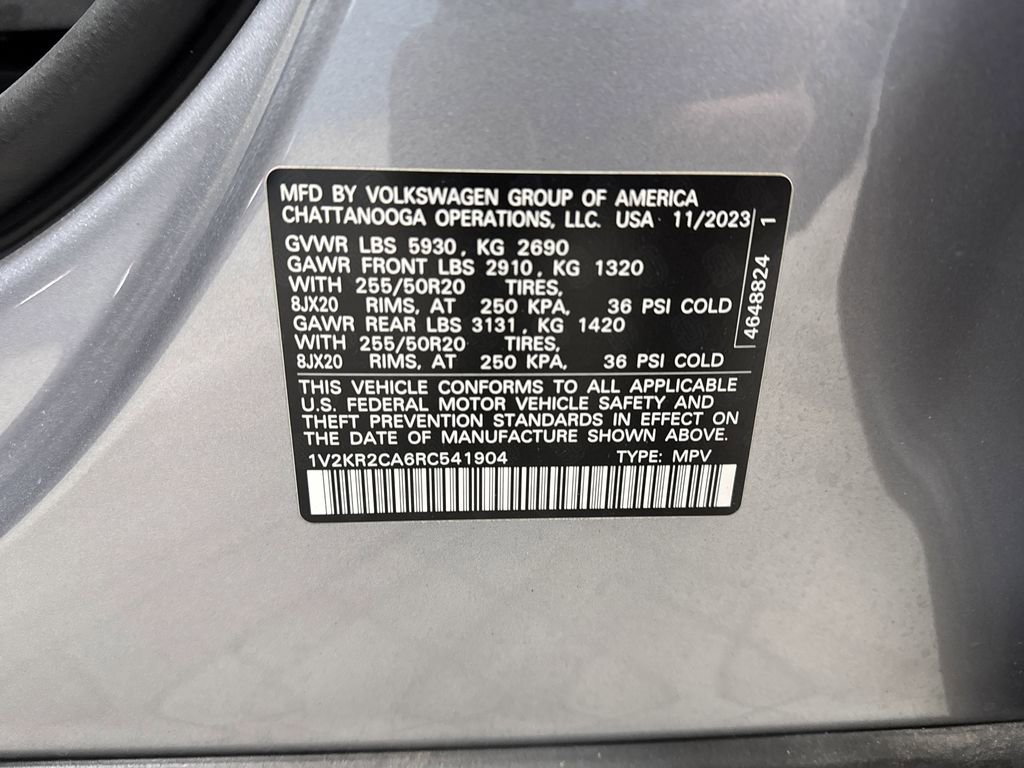 MFD BY VOLKSWAGEN GROUP OF AMERICA
CHATTANOOGA OPERATIONS, LLC. USA 11/2023
GVWR LBS 5930, KG 2690
GAWR FRONT LBS 2910, KG 1320
WITH 255/50R20 TIRES,
8JX20 RIMS, AT 250 KPA, 36 PSI COLD
GAWR REAR LBS 3131, KG 1420
WITH 255/50R20 TIRES,
8JX20 RIMS, AT 250 KPA, 36 PSI COLD
THIS VEHICLE CONFORMS TO ALL APPLICABLE
U.S. FEDERAL MOTOR VEHICLE SAFETY AND
THEFT PREVENTION STANDARDS IN EFFECT ON
THE DATE OF MANUFACTURE SHOWN ABOVE.
1V2KR2CA6RC541904 TYPE: MPV
4648824 1